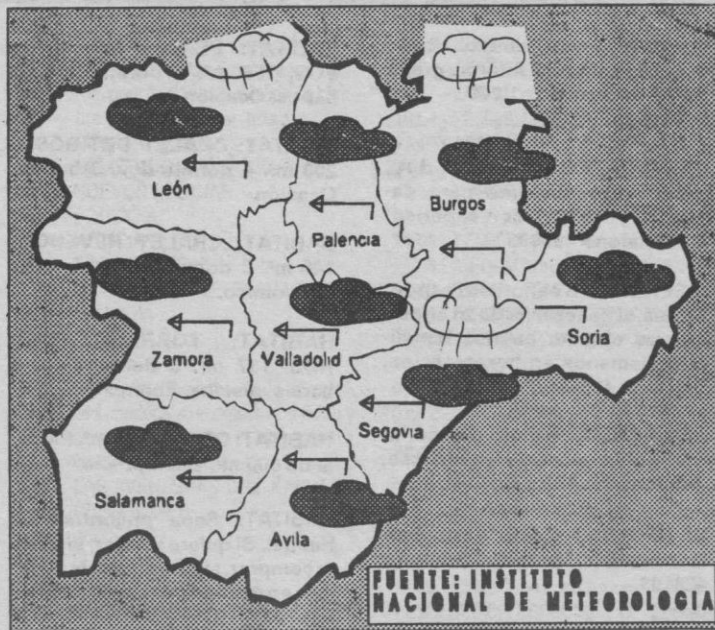 León
Burgos
Palencia
Soria
Zamora
Valladolid
Segovia
Salamanca
Avila
FUENTE: INSTITUTO
NACIONAL DE METEOROLOGIA